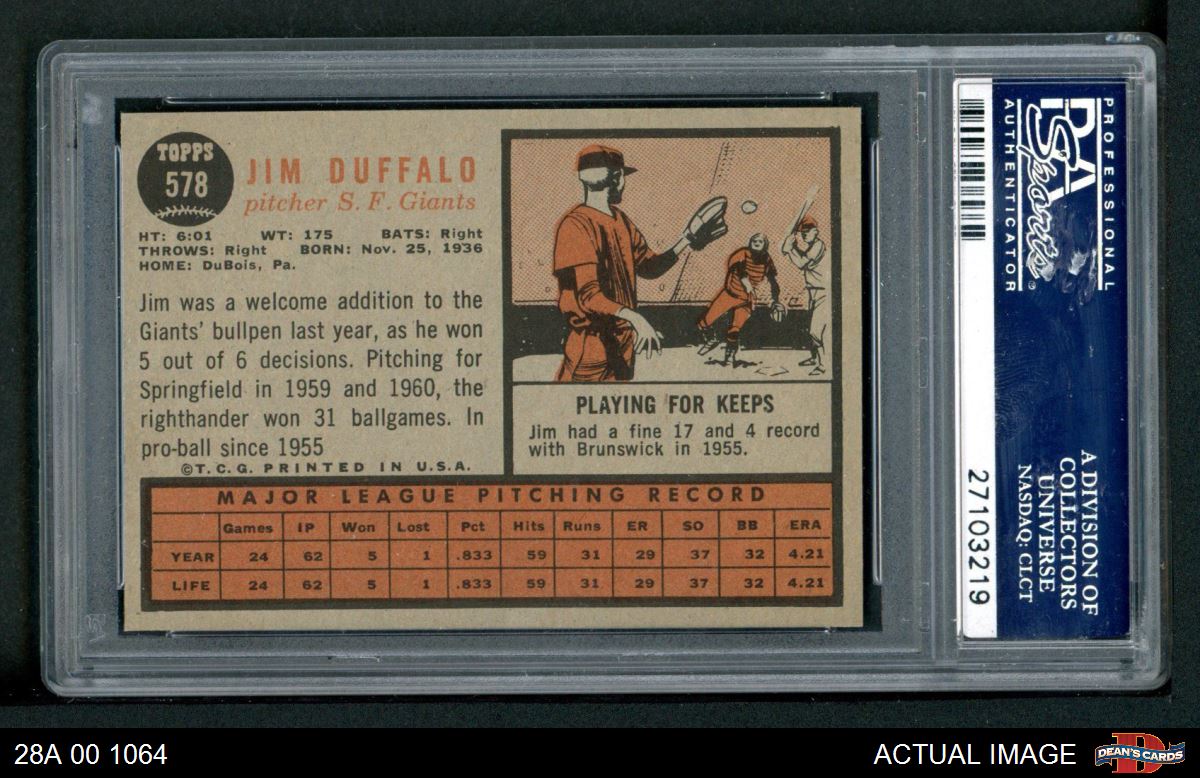 TOPPS
578
JIM DUFFALO
pitcher S. F. Giants
HT: 6:01 WT: 175 BATS: Right
THROWS: Right BORN: Nov. 25, 1936
HOME: DuBois, Pa.
Jim was a welcome addition to the
Giants' bullpen last year, as he won
5 out of 6 decisions. Pitching for
Springfield in 1959 and 1960, the
righthander won 31 ballgames. In
pro-ball since 1955
©T.C.G. PRINTED IN U.S.A.
PLAYING FOR KEEPS
Jim had a fine 17 and 4 record
with Brunswick in 1955.
MAJOR LEAGUE PITCHING RECORD
Games IP Won Lost Pct Hits Runs ER SO BB ERA
YEAR 24 62 5 1 .833 59 31 29 37 32 4.21
LIFE 24 62 5 1 .833 59 31 29 37 32 4.21
PROFESSIONAL
PSA
Sports
AUTHENTICATOR
®
A DIVISION OF
COLLECTORS
UNIVERSE
NASDAQ: CLCT
27103219
28A 00 1064
ACTUAL IMAGE
DEAN'S CARDS